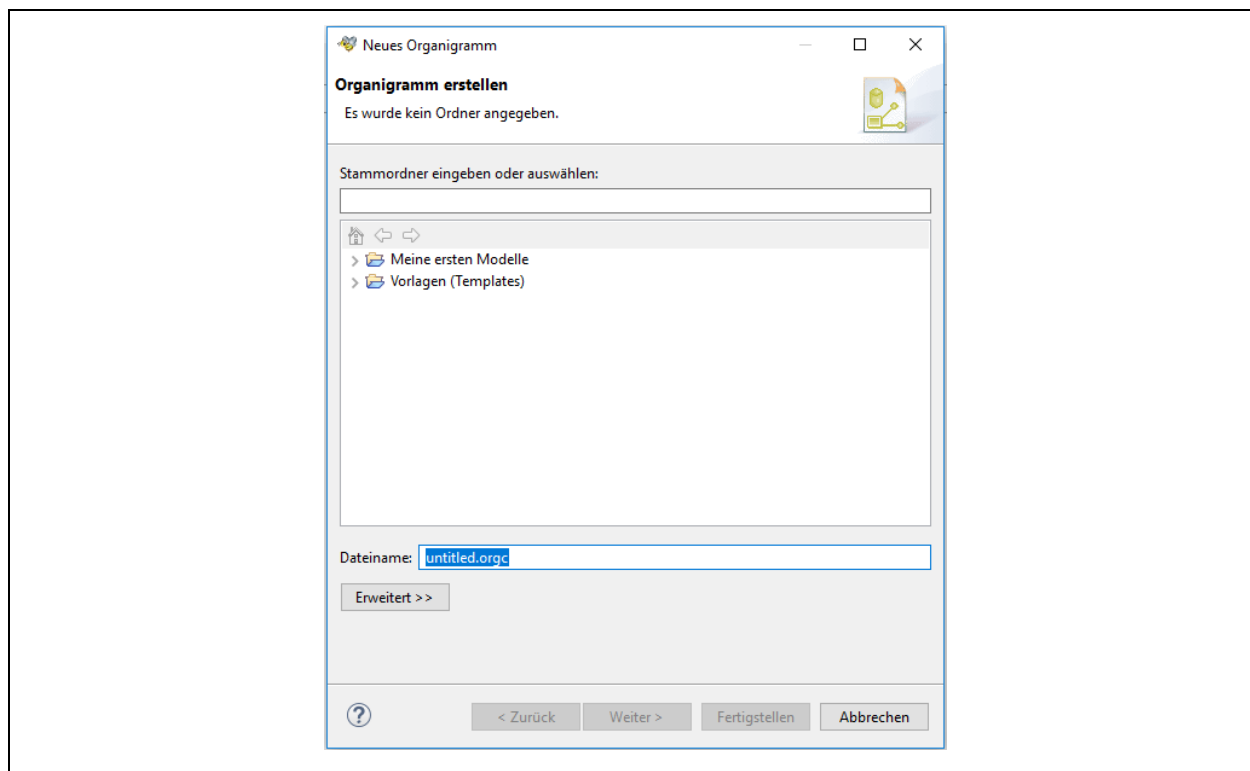 Neues Organigramm
Organigramm erstellen
Es wurde kein Ordner angegeben.
Stammordner eingeben oder auswählen:
Meine ersten Modelle
Vorlagen (Templates)
Dateiname: untitled.orgc
Erweitert >>
? < Zurück Weiter > Fertigstellen Abbrechen